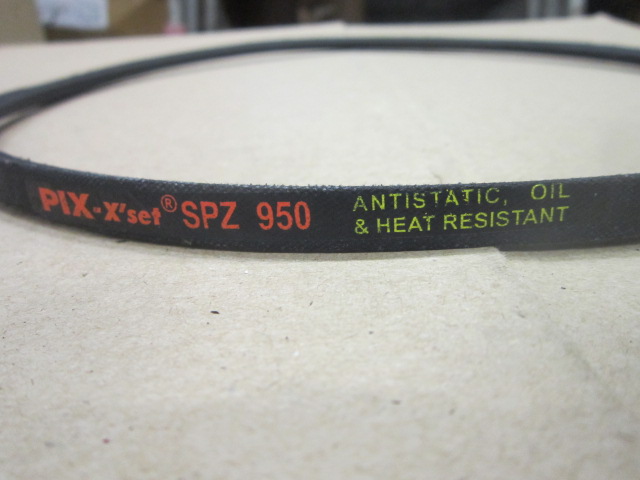 PIX-X'set® SPZ 950
ANTISTATIC, OIL
& HEAT RESISTANT